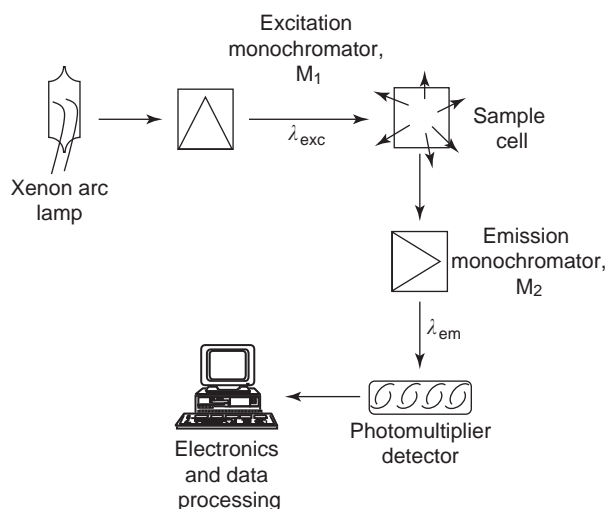 Excitation
monochromator,
M1
Xenon arc
lamp
λexc
Sample
cell
Emission
monochromator,
M2
λem
Photomultiplier
detector
Electronics
and data
processing